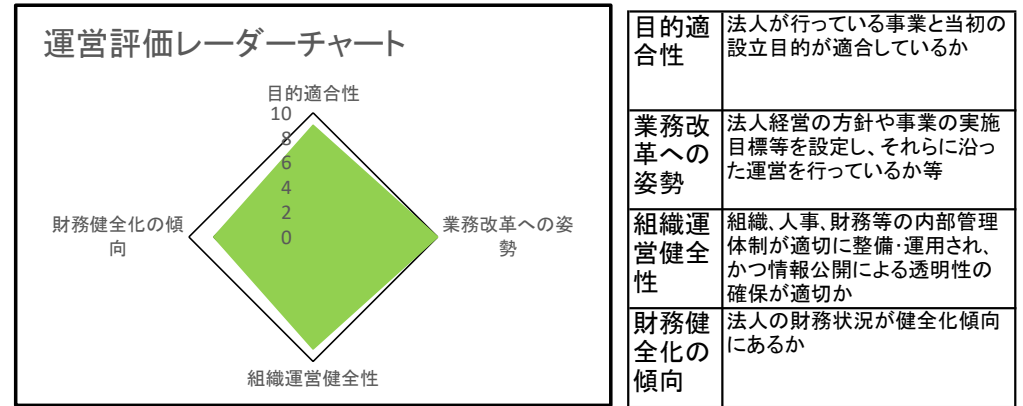 運営評価レーダーチャート
目的適合性
10
8
6
4
2
0
業務改革への姿
勢
組織運営健全性
財務健全化の傾
向
目的適
合性
法人が行っている事業と当初の
設立目的が適合しているか
業務改
革への
姿勢
法人経営の方針や事業の実施
目標等を設定し、それらに沿っ
た運営を行っているか等
組織運
営健全
性
組織、人事、財務等の内部管理
体制が適切に整備・運用され、
かつ情報公開による透明性の
確保が適切か
財務健
全化の
傾向
法人の財務状況が健全化傾向
にあるか